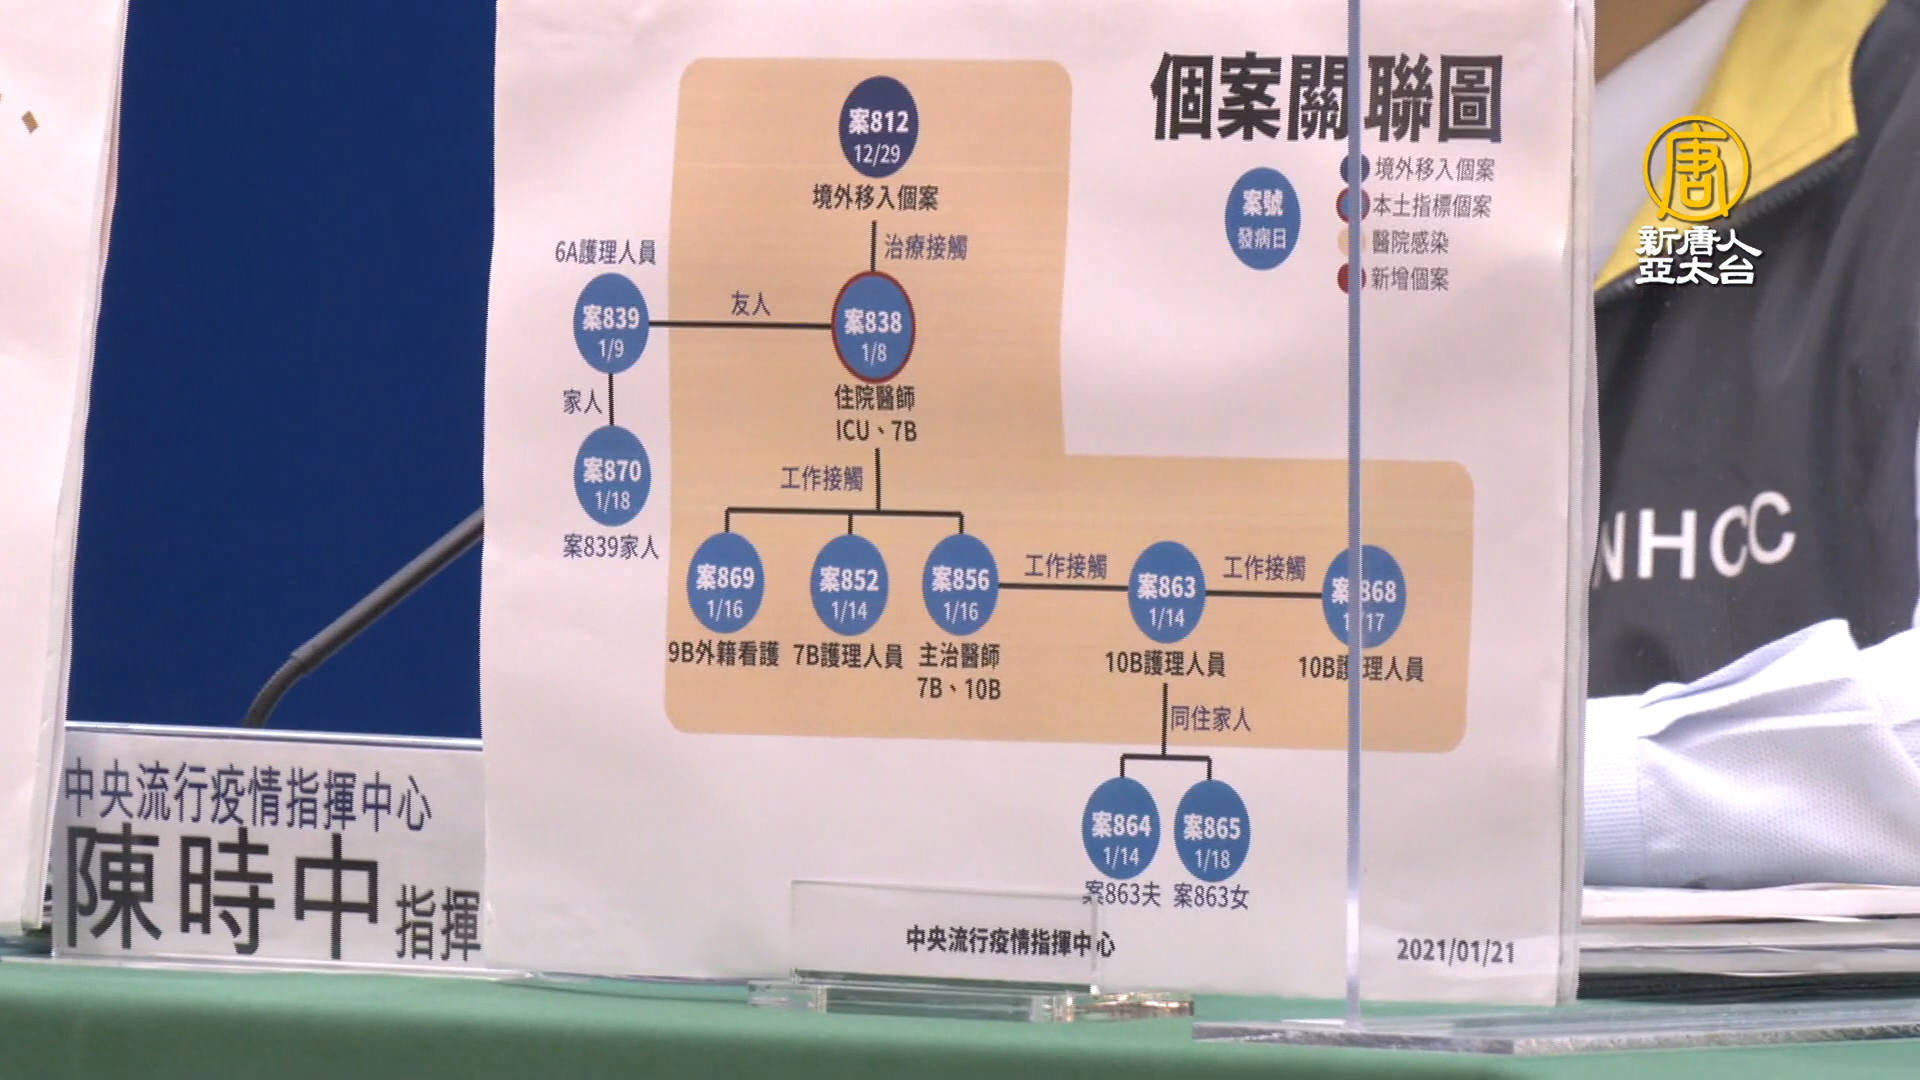 個案關聯圖
案號
發病日
境外移入個案
本土指標個案
醫院感染
新增個案
案812
12/29
境外移入個案
治療接觸
6A護理人員
案839
1/9
友人
案838
1/8
住院醫師
ICU、7B
家人
案870
1/18
案839家人
工作接觸
案869
1/16
9B外籍看護
案852
1/14
7B護理人員
案856
1/16
主治醫師
7B、10B
工作接觸
案863
1/14
10B護理人員
工作接觸
案868
1/17
10B護理人員
同住家人
案864
1/14
案863夫
案865
1/18
案863女
中央流行疫情指揮中心
2021/01/21
中央流行疫情指揮中心
陳時中 指揮
NHCC
唐
新唐人
亞太台